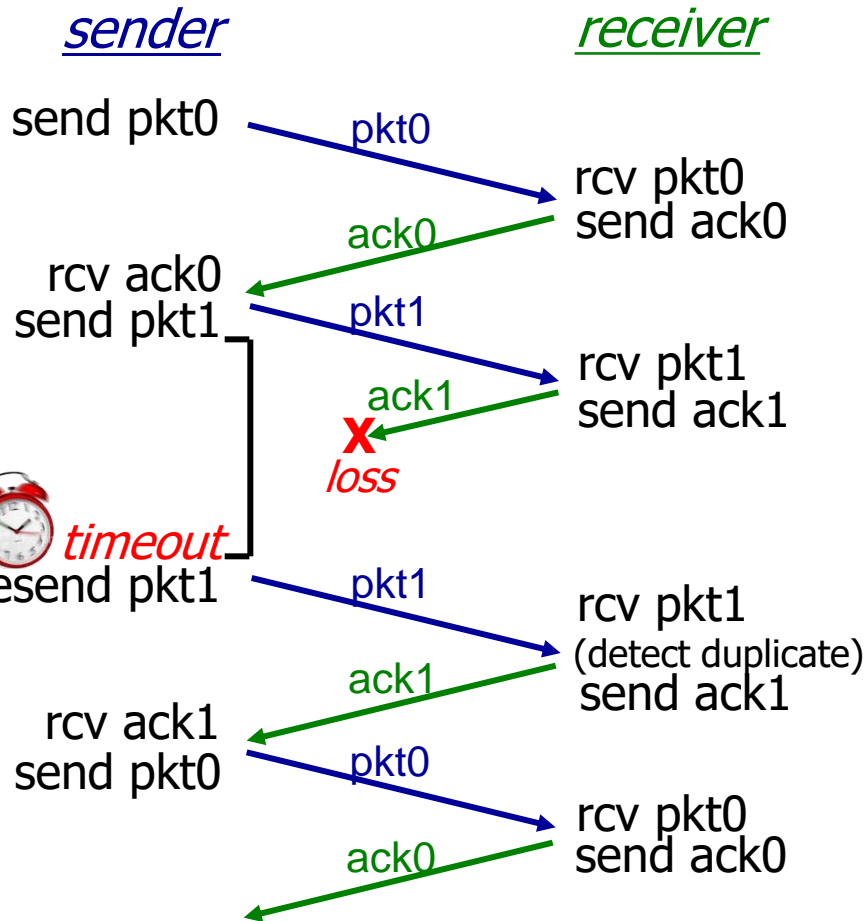 sender receiver
send pkt0
pkt0
rcv pkt0
send ack0
ack0
rcv ack0
send pkt1
pkt1
rcv pkt1
send ack1
ack1
X
loss
timeout
esend pkt1
pkt1
rcv pkt1
(detect duplicate)
send ack1
ack1
rcv ack1
send pkt0
pkt0
rcv pkt0
send ack0
ack0